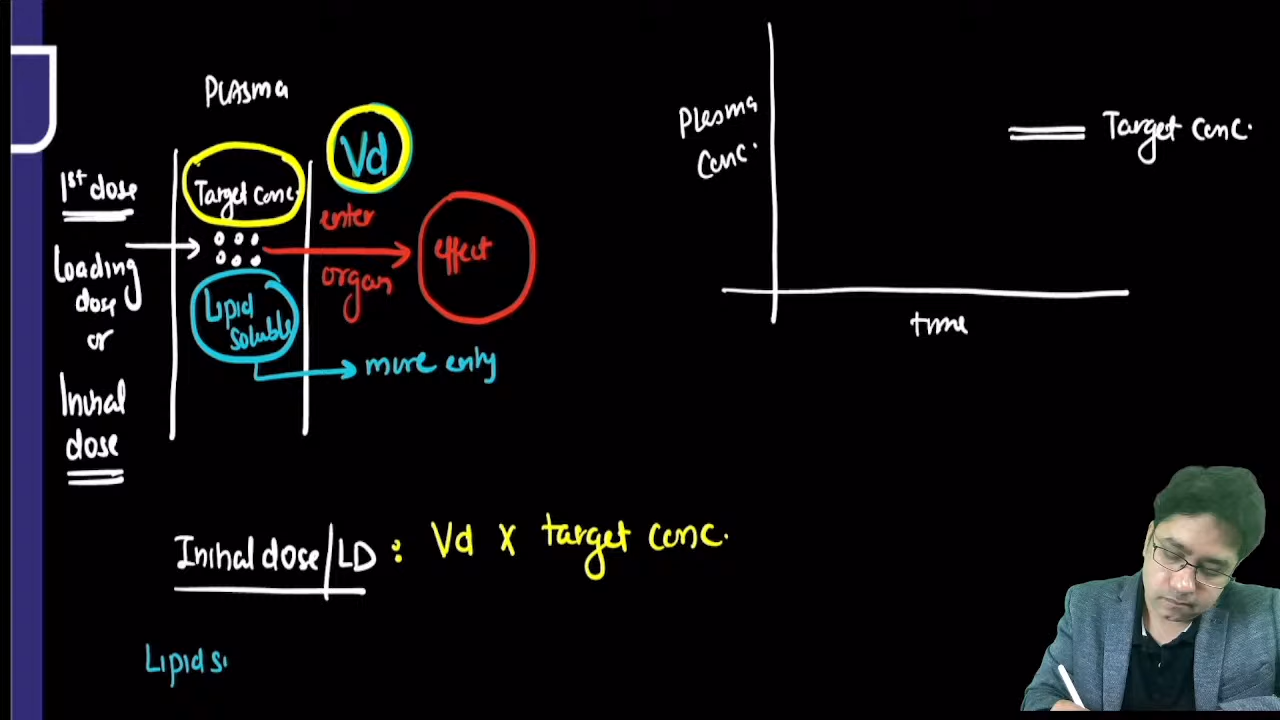 PLASMA
Vd
1st dose
Target conc.
enter
organ
effect
Loading
dose
or
Lipid
soluble
more entry
Initial
dose
Plasma
Conc.
Target Conc.
time
Initial dose/LD : Vd X target conc.
Lipid s